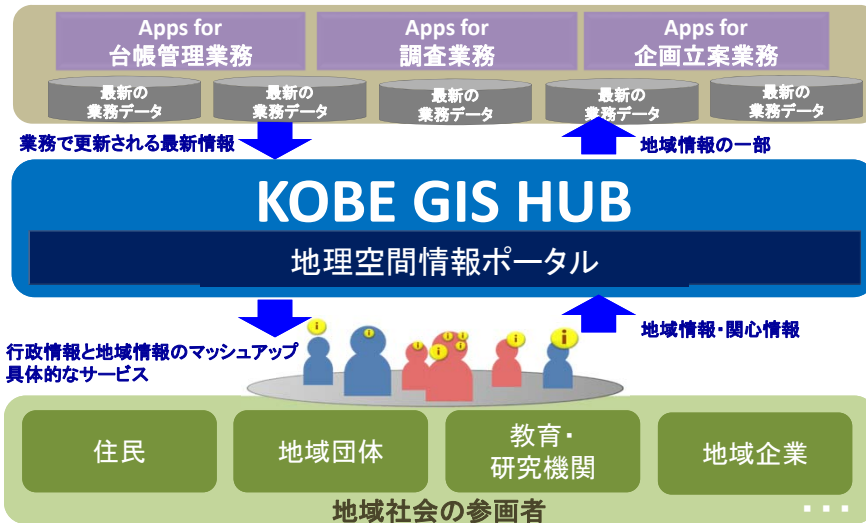 Apps for
台帳管理業務
Apps for
調査業務
Apps for
企画立案業務
最新の
業務データ
最新の
業務データ
最新の
業務データ
最新の
業務データ
最新の
業務データ
業務で更新される最新情報
地域情報の一部
KOBE GIS HUB
地理空間情報ポータル
行政情報と地域情報のマッシュアップ
具体的なサービス
地域情報・関心情報
i
i
i
i
i
i
i
i
i
住民
地域団体
教育・
研究機関
地域企業
地域社会の参画者
・・・